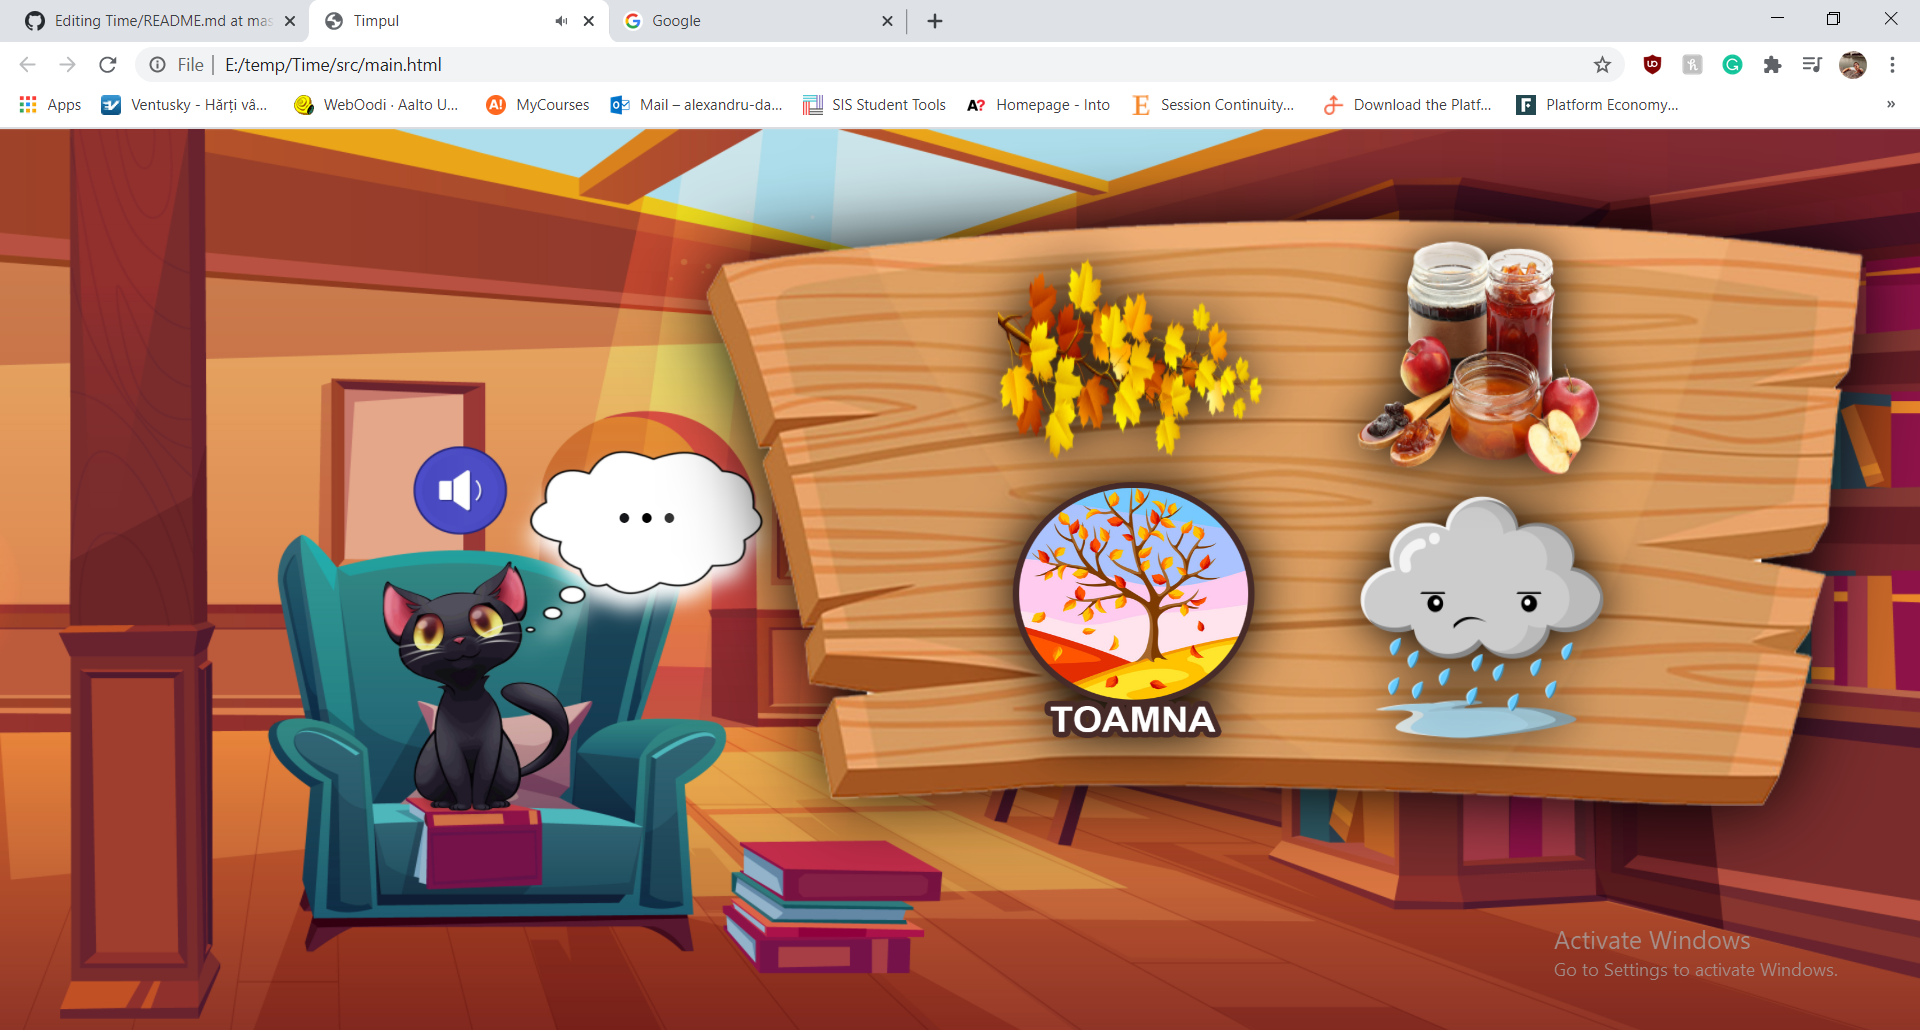 Editing Time/README.md at mas
Timpul
Google
File
E:/temp/Time/src/main.html
Apps
Ventusky - Hărți vâ...
WebOodi · Aalto U...
MyCourses
Mail – alexandru-da...
SIS Student Tools
Homepage - Into
Session Continuity...
Download the Platf...
Platform Economy...
»
• • •
TOAMNA
Activate Windows
Go to Settings to activate Windows.